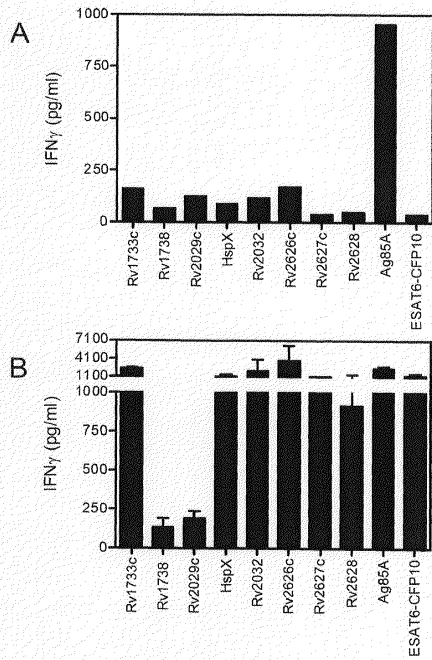 A
1000
750
500
250
0
IFNγ (pg/ml)
Rv1733c
Rv1738
Rv2029c
HspX
Rv2032
Rv2626c
Rv2627c
Rv2628
Ag85A
ESAT6-CFP10
B
7100
4100
1100
1000
750
500
250
0
IFNγ (pg/ml)
Rv1733c
Rv1738
Rv2029c
HspX
Rv2032
Rv2626c
Rv2627c
Rv2628
Ag85A
ESAT6-CFP10